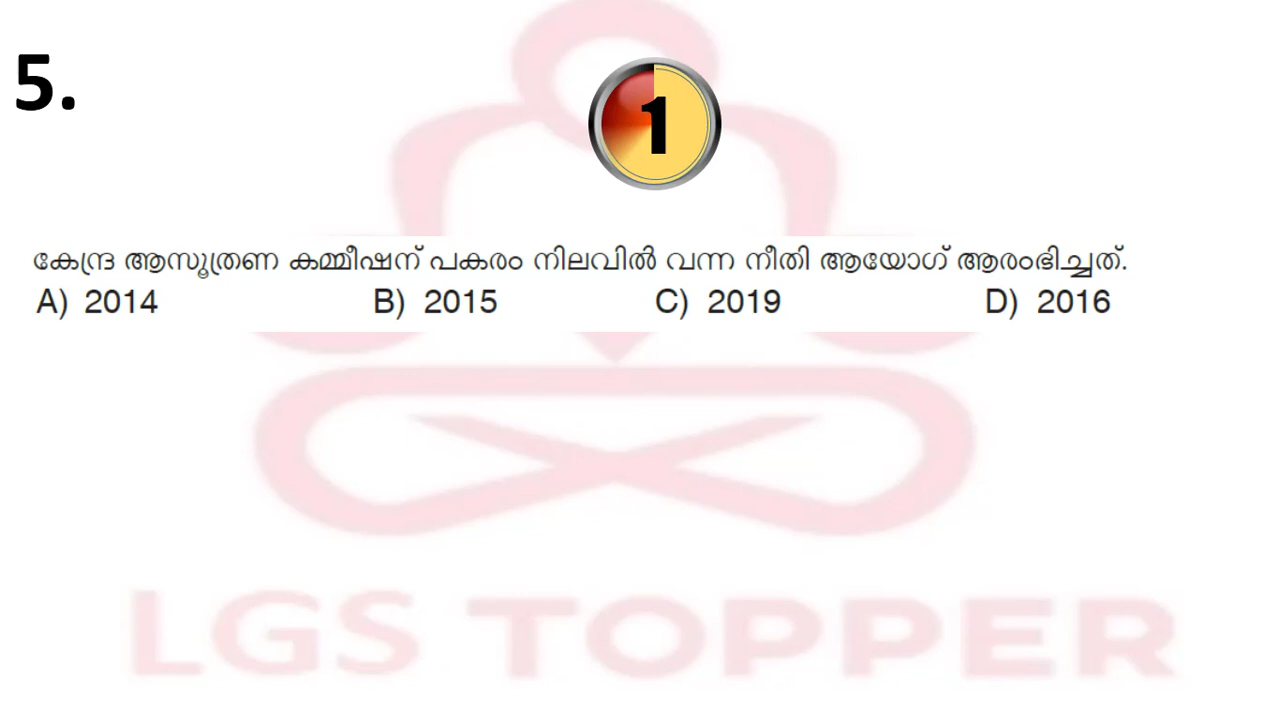 5.
1
കേന്ദ്ര ആസൂത്രണ കമ്മീഷന് പകരം നിലവിൽ വന്ന നീതി ആയോഗ് ആരംഭിച്ചത്.
A) 2014 B) 2015 C) 2019 D) 2016
LGS TOPPER